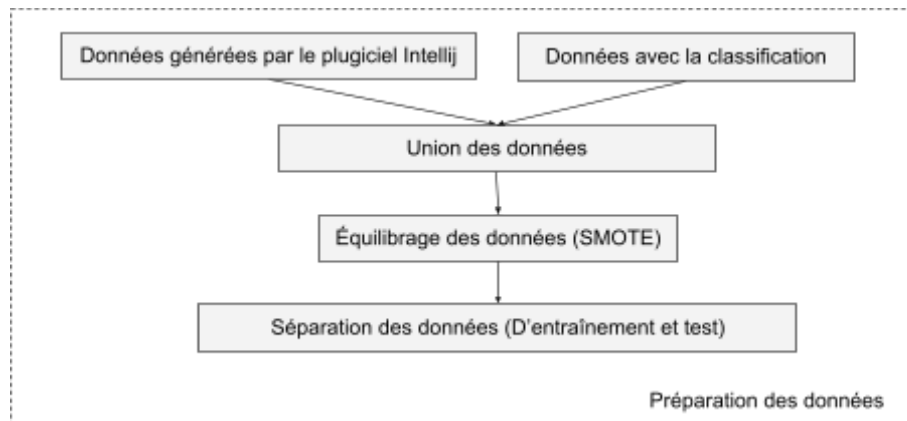 Données générées par le plugiciel Intellij
Données avec la classification
Union des données
Équilibrage des données (SMOTE)
Séparation des données (D'entraînement et test)
Préparation des données